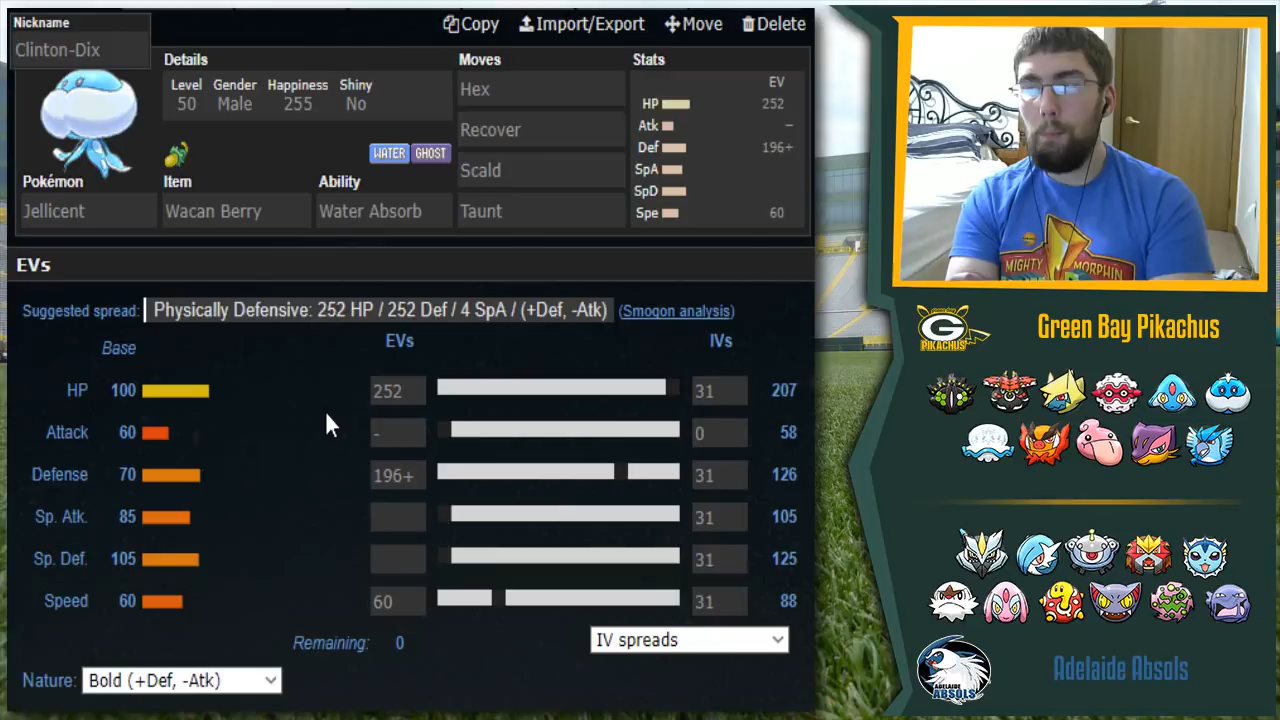 Nickname
Clinton-Dix
Copy Import/Export Move Delete
Details
Level Gender Happiness Shiny
50 Male 255 No
WATER GHOST
Pokémon Item Ability
Jellicent Wacan Berry Water Absorb
Moves
Hex
Recover
Scald
Taunt
Stats
EV
HP 252
Atk –
Def 196+
SpA
SpD
Spe 60
EVs
Suggested spread: Physically Defensive: 252 HP / 252 Def / 4 SpA / (+Def, -Atk) (Smogon analysis)
Base EVs IVs
HP 100 252 31 207
Attack 60 - 0 58
Defense 70 196+ 31 126
Sp. Atk. 85 31 105
Sp. Def. 105 31 125
Speed 60 60 31 88
Remaining: 0 IV spreads
Nature: Bold (+Def, -Atk)
MIGHTY MORPHIN
G
PIKACHUS
Green Bay Pikachus
ADELAIDE
ABSOLS
Adelaide Absols